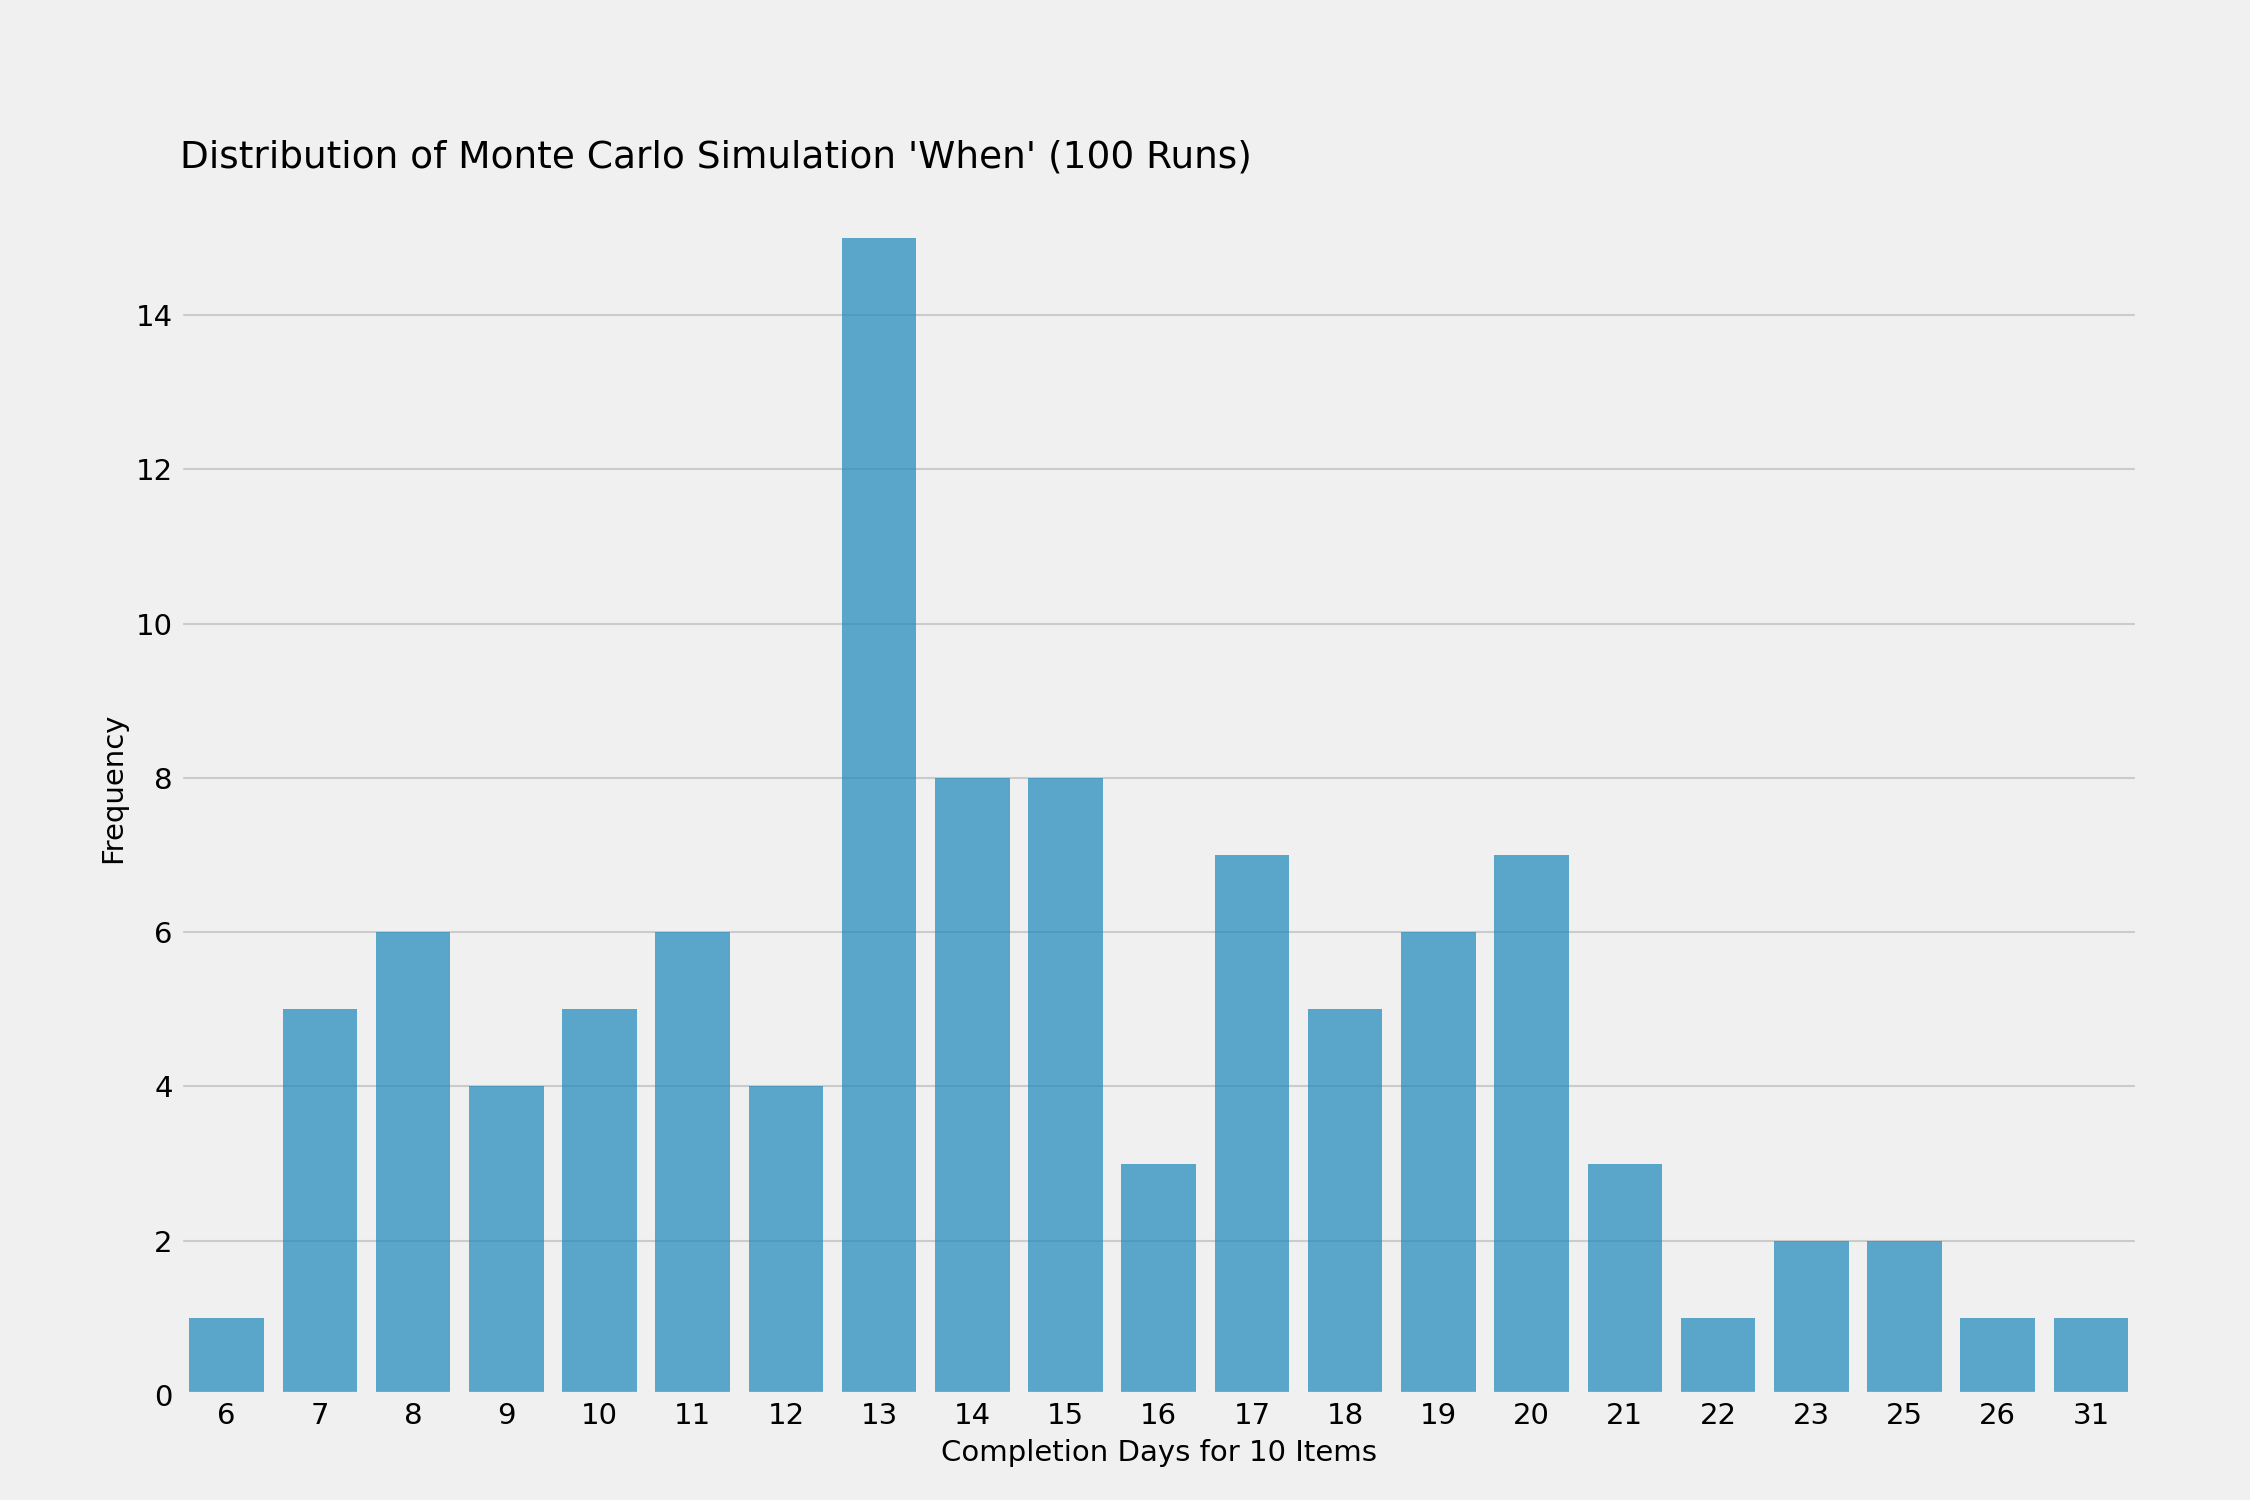 Distribution of Monte Carlo Simulation 'When' (100 Runs)
14
12
10
8
6
4
2
0
Frequency
6 7 8 9 10 11 12 13 14 15 16 17 18 19 20 21 22 23 25 26 31
Completion Days for 10 Items